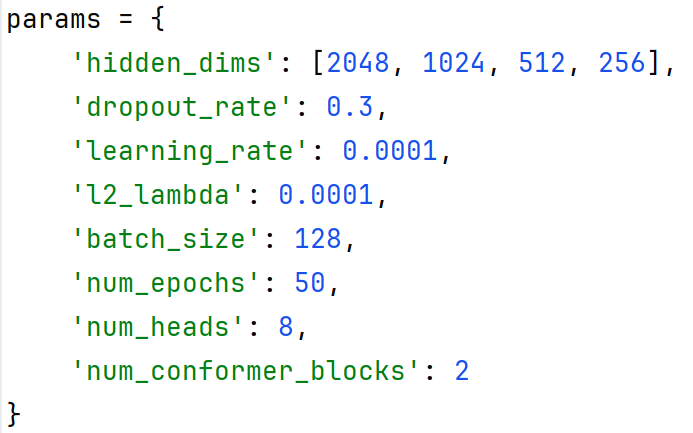 params = {
    'hidden_dims': [2048, 1024, 512, 256],
    'dropout_rate': 0.3,
    'learning_rate': 0.0001,
    'l2_lambda': 0.0001,
    'batch_size': 128,
    'num_epochs': 50,
    'num_heads': 8,
    'num_conformer_blocks': 2
}